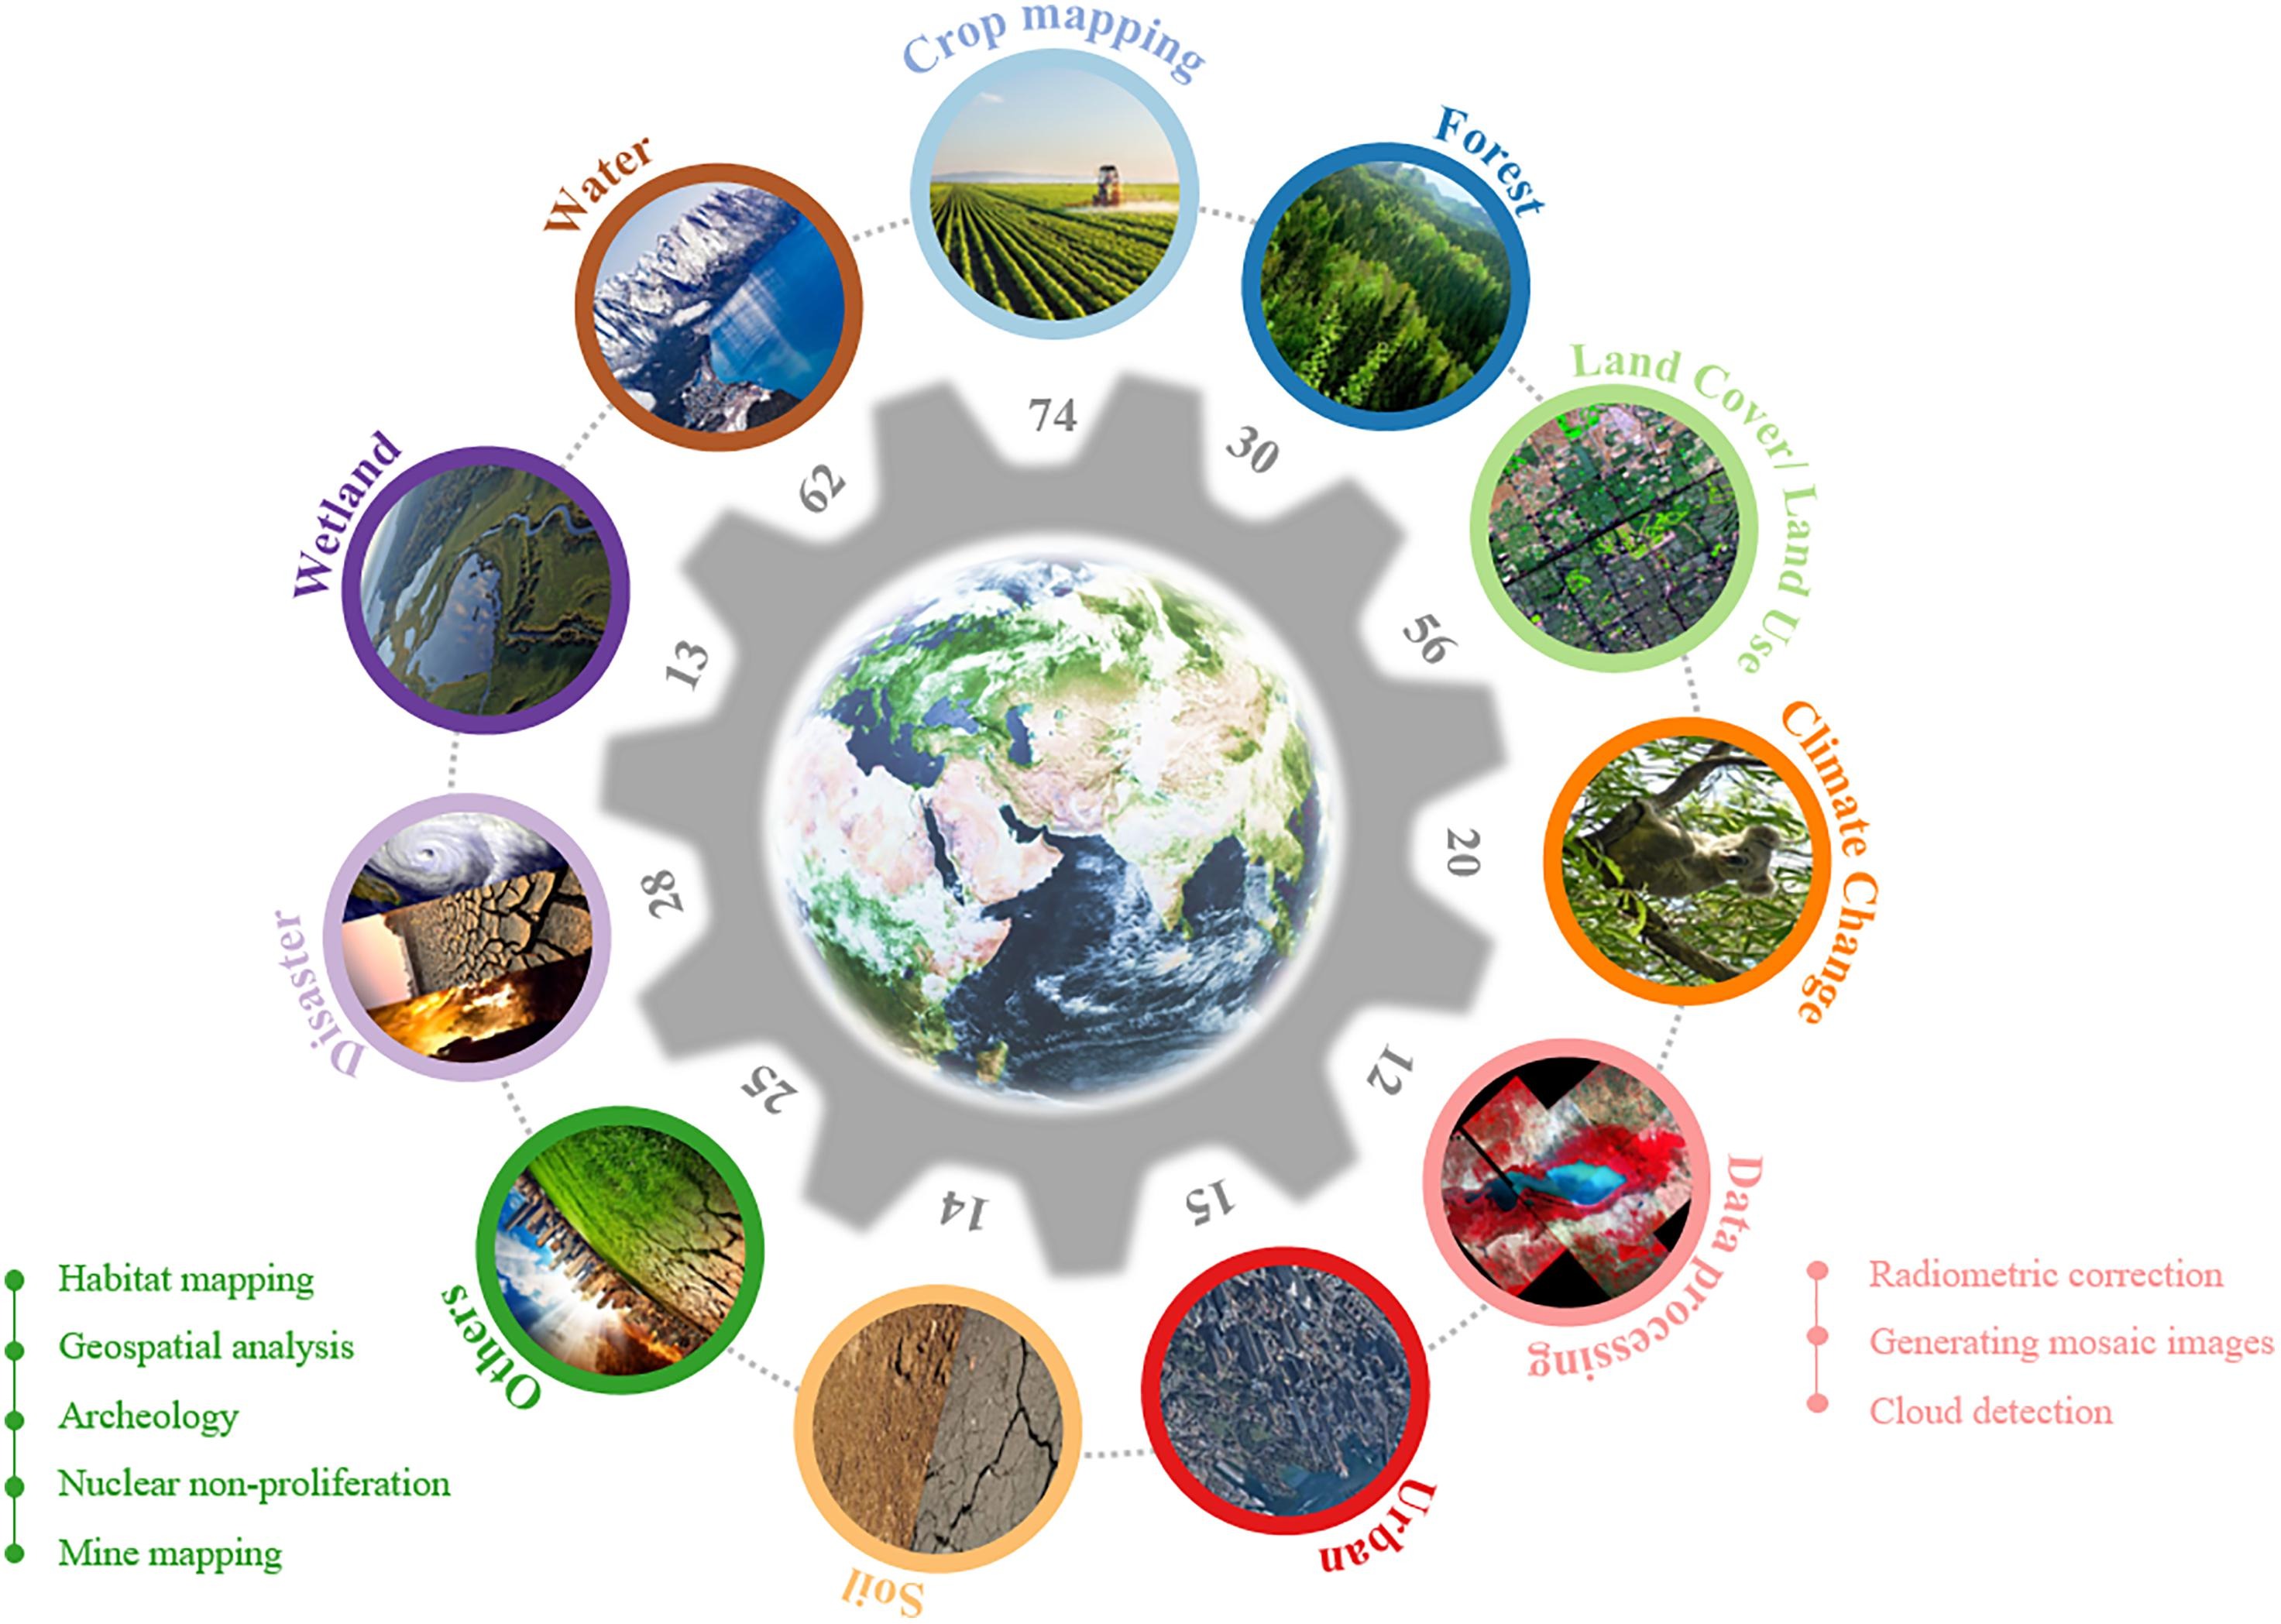 Crop mapping
Forest
Land Cover/ Land Use
Climate Change
Data processing
Urban
Soil
Others
Disaster
Wetland
Water
74
30
56
20
12
15
14
25
28
13
62
Habitat mapping
Geospatial analysis
Archeology
Nuclear non-proliferation
Mine mapping
Radiometric correction
Generating mosaic images
Cloud detection